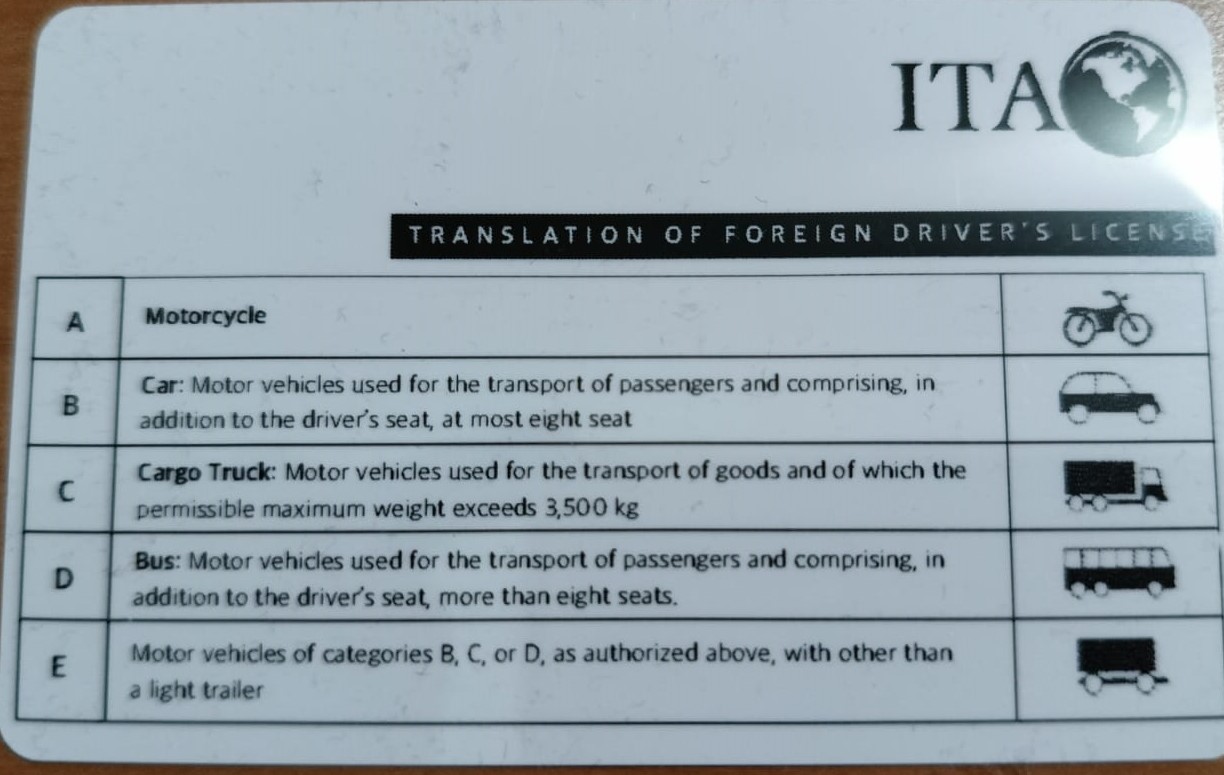 ITA
TRANSLATION OF FOREIGN DRIVER'S LICENSE
A
Motorcycle
B
Car: Motor vehicles used for the transport of passengers and comprising, in
addition to the driver's seat, at most eight seat
C
Cargo Truck: Motor vehicles used for the transport of goods and of which the
permissible maximum weight exceeds 3,500 kg
D
Bus: Motor vehicles used for the transport of passengers and comprising, in
addition to the driver's seat, more than eight seats.
E
Motor vehicles of categories B, C, or D, as authorized above, with other than
a light trailer